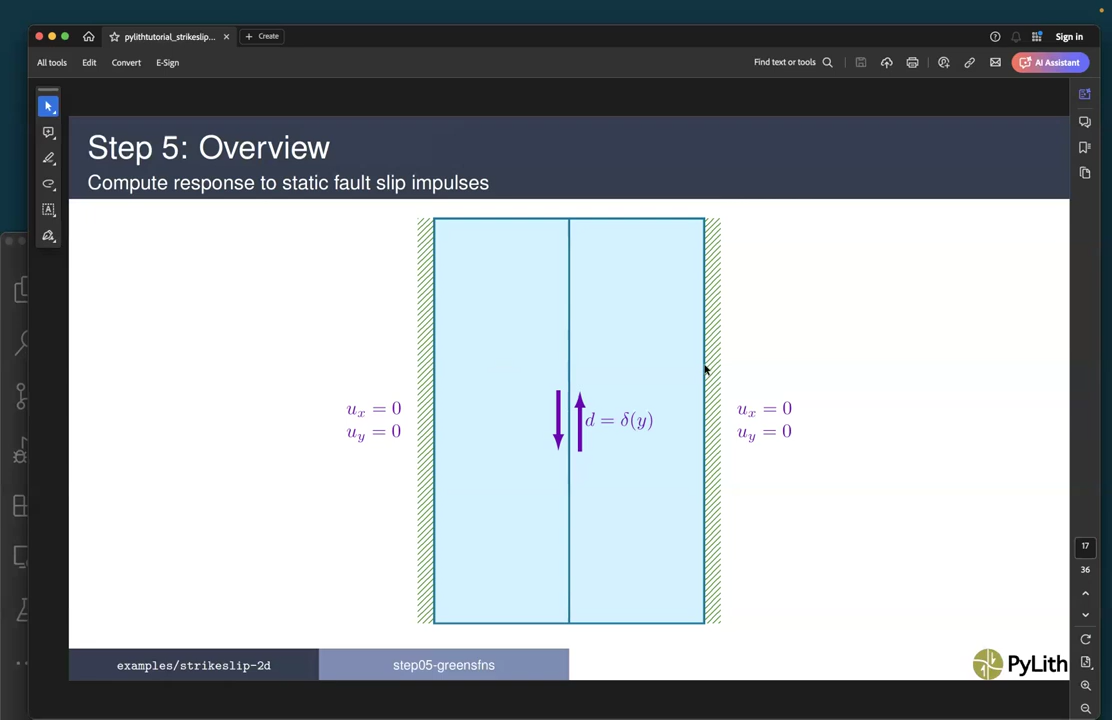 pylithtutorial_strikeslip...
+ Create
Sign in
All tools
Edit
Convert
E-Sign
Find text or tools
AI Assistant
Step 5: Overview
Compute response to static fault slip impulses
u_x = 0
u_y = 0
d = δ(y)
u_x = 0
u_y = 0
17
36
examples/strikeslip-2d
step05-greensfns
PyLith